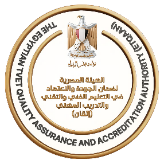 THE EGYPTIAN TVET QUALITY ASSURANCE AND ACCREDITATION AUTHORITY (ETQAAN)
الهيئة المصرية
لضمان الجودة والاعتماد
في التعليم الفني والتقني
والتدريب المهني
(إتقان)